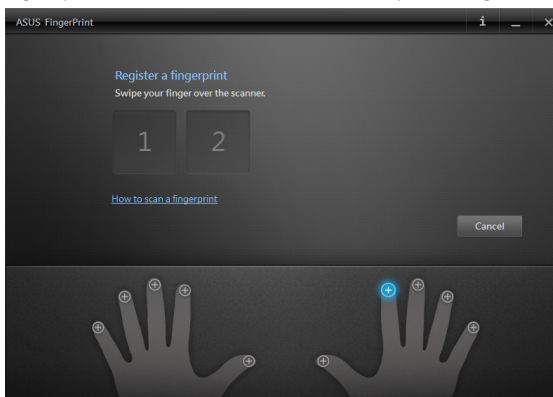 ASUS FingerPrint
Register a fingerprint
Swipe your finger over the scanner.
1 2
How to scan a fingerprint
Cancel